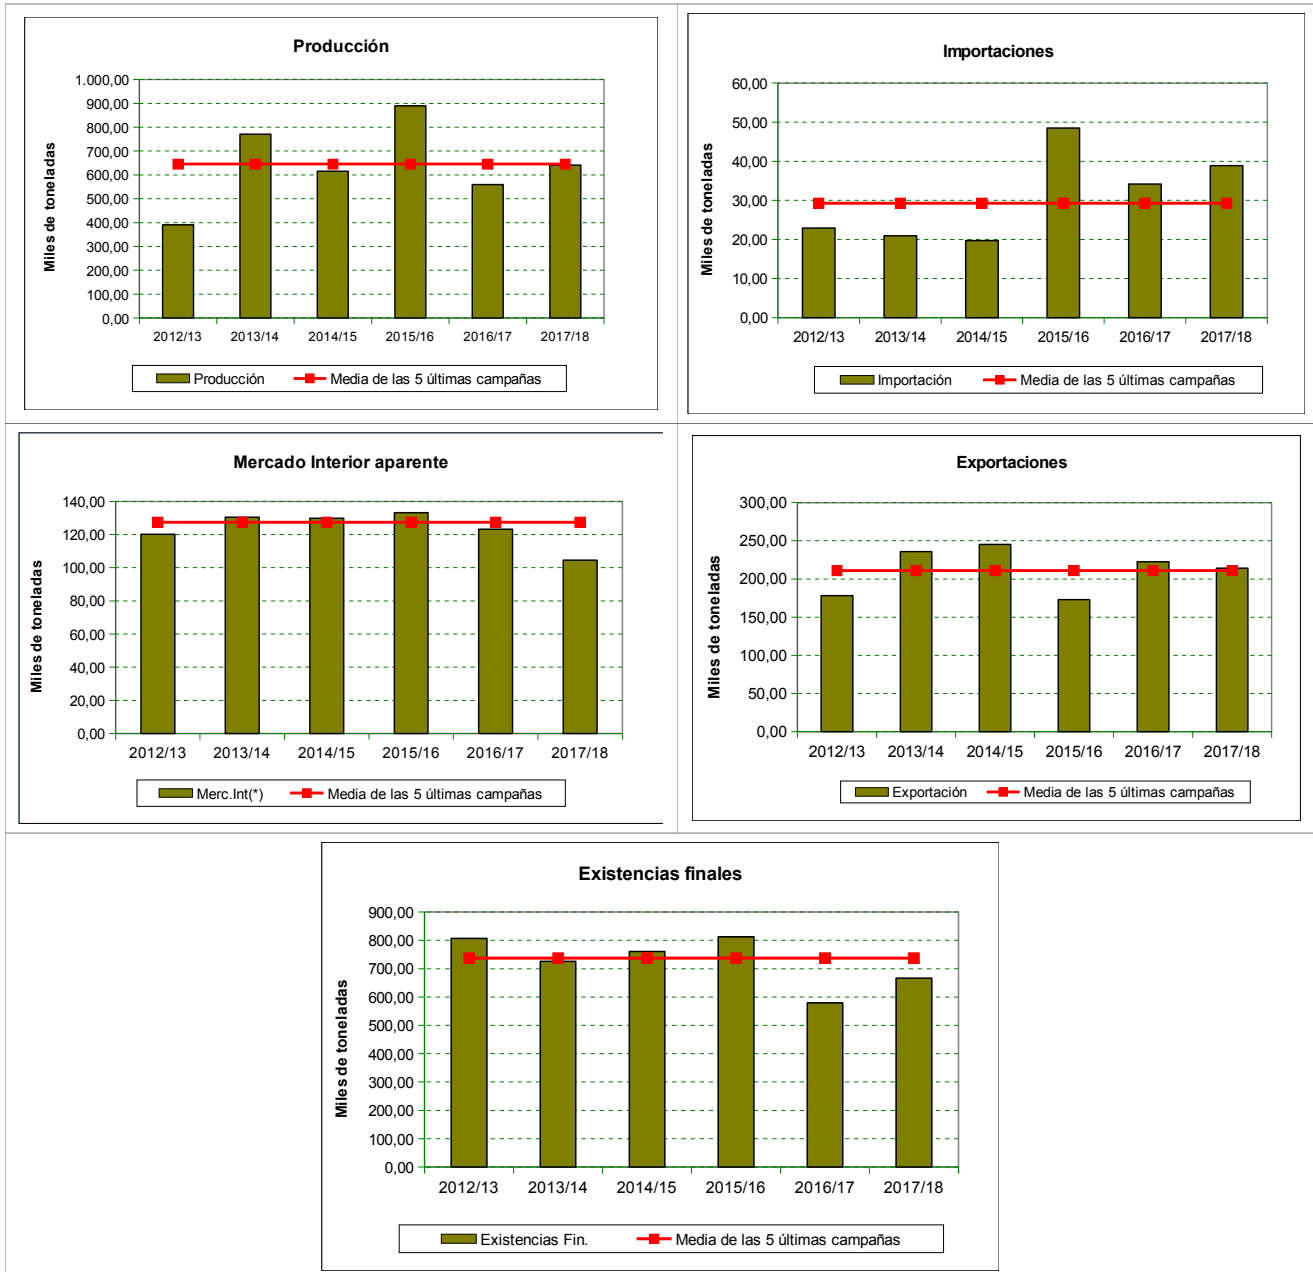 Producción
Miles de toneladas
1.000,00
900,00
800,00
700,00
600,00
500,00
400,00
300,00
200,00
100,00
0,00
2012/13 2013/14 2014/15 2015/16 2016/17 2017/18
Producción Media de las 5 últimas campañas
Importaciones
Miles de toneladas
60,00
50,00
40,00
30,00
20,00
10,00
0,00
2012/13 2013/14 2014/15 2015/16 2016/17 2017/18
Importación Media de las 5 últimas campañas
Mercado Interior aparente
Miles de toneladas
140,00
120,00
100,00
80,00
60,00
40,00
20,00
0,00
2012/13 2013/14 2014/15 2015/16 2016/17 2017/18
Merc.Int(*) Media de las 5 últimas campañas
Exportaciones
Miles de toneladas
300,00
250,00
200,00
150,00
100,00
50,00
0,00
2012/13 2013/14 2014/15 2015/16 2016/17 2017/18
Exportación Media de las 5 últimas campañas
Existencias finales
Miles de toneladas
900,00
800,00
700,00
600,00
500,00
400,00
300,00
200,00
100,00
0,00
2012/13 2013/14 2014/15 2015/16 2016/17 2017/18
Existencias Fin. Media de las 5 últimas campañas